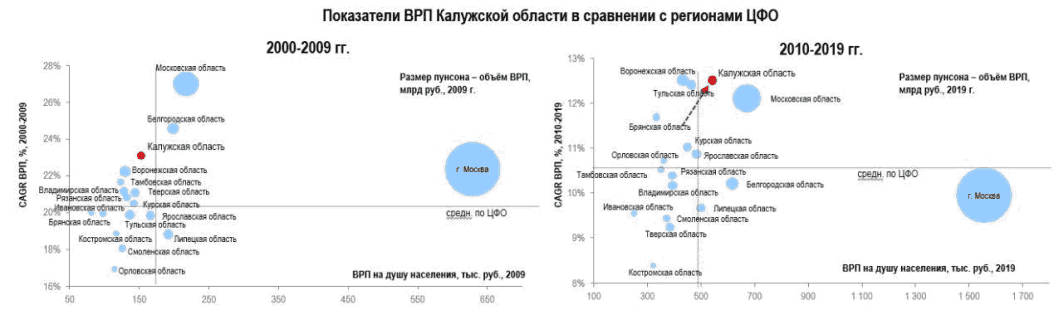 Показатели ВРП Калужской области в сравнении с регионами ЦФО
2000-2009 гг.
28%
26%
24%
22%
20%
18%
16%
CAGR ВРП, %, 2000-2009
Московская область
Размер пунсона – объём ВРП,
млрд руб., 2009 г.
Белгородская область
Калужская область
Воронежская область
г. Москва
Тамбовская область
Владимирская область
Тверская область
Рязанская область
Курская область
Ивановская область
средн. по ЦФО
Ярославская область
Брянская область
Тульская область
Костромская область
Липецкая область
Смоленская область
Орловская область
ВРП на душу населения, тыс. руб., 2009
50
150
250
350
450
550
650
2010-2019 гг.
13%
12%
11%
10%
9%
8%
CAGR ВРП, %, 2010-2019
Воронежская область
Калужская область
Размер пунсона – объём ВРП,
млрд руб., 2019 г.
Тульская область
Московская область
Брянская область
Курская область
Орловская область
Ярославская область
Тамбовская область
Рязанская область
средн. по ЦФО
Белгородская область
Владимирская область
г. Москва
Ивановская область
Липецкая область
Смоленская область
Тверская область
Костромская область
ВРП на душу населения, тыс. руб., 2019
100
300
500
700
900
1 100
1 300
1 500
1 700